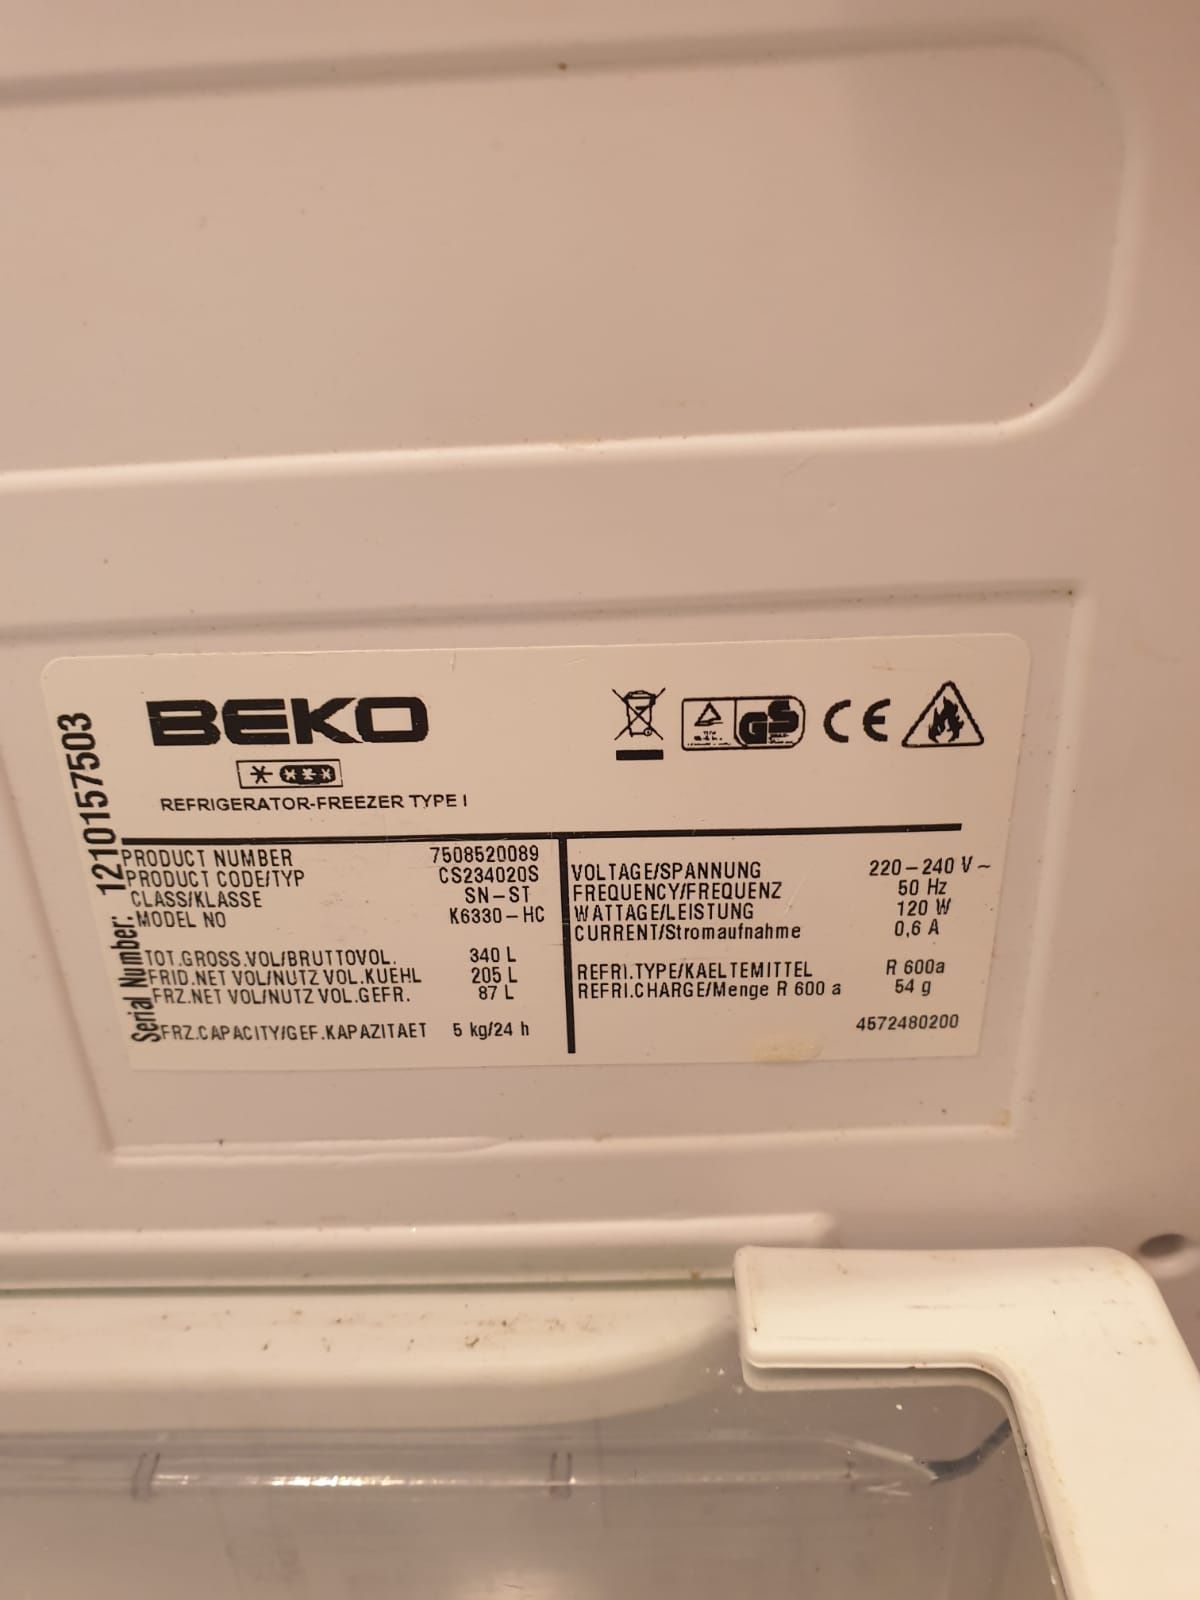 BEKO
REFRIGERATOR-FREEZER TYPE I
Serial Number: 1210157503
PRODUCT NUMBER 7508520089
PRODUCT CODE/TYP CS234020S
CLASS/KLASSE SN-ST
MODEL NO K6330-HC
TOT.GROSS.VOL/BRUTTOVOL. 340 L
FRID.NET VOL/NUTZ VOL.KUEHL 205 L
FRZ.NET VOL/NUTZ VOL.GEFR. 87 L
FRZ.CAPACITY/GEF.KAPAZITAET 5 kg/24 h
GS
CE
VOLTAGE/SPANNUNG 220-240 V ~
FREQUENCY/FREQUENZ 50 Hz
WATTAGE/LEISTUNG 120 W
CURRENT/Stromaufnahme 0,6 A
REFRI.TYPE/KAELTEMITTEL R 600a
REFRI.CHARGE/Menge R 600 a 54 g
4572480200